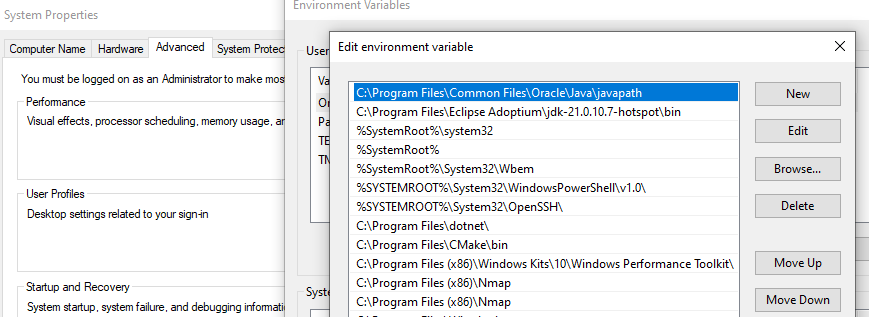 System Properties
Environment Variables
Computer Name
Hardware
Advanced
System Protect
Edit environment variable
You must be logged on as an Administrator to make mos
Performance
Visual effects, processor scheduling, memory usage, an
User Profiles
Desktop settings related to your sign-in
Startup and Recovery
System startup, system failure, and debugging informati
User
Va
On
Pa
TE
TM
Syste
C:\Program Files\Common Files\Oracle\Java\javapath
C:\Program Files\Eclipse Adoptium\jdk-21.0.10.7-hotspot\bin
%SystemRoot%\system32
%SystemRoot%
%SystemRoot%\System32\Wbem
%SYSTEMROOT%\System32\WindowsPowerShell\v1.0\
%SYSTEMROOT%\System32\OpenSSH\
C:\Program Files\dotnet\
C:\Program Files\CMake\bin
C:\Program Files (x86)\Windows Kits\10\Windows Performance Toolkit\
C:\Program Files (x86)\Nmap
C:\Program Files (x86)\Nmap
New
Edit
Browse...
Delete
Move Up
Move Down